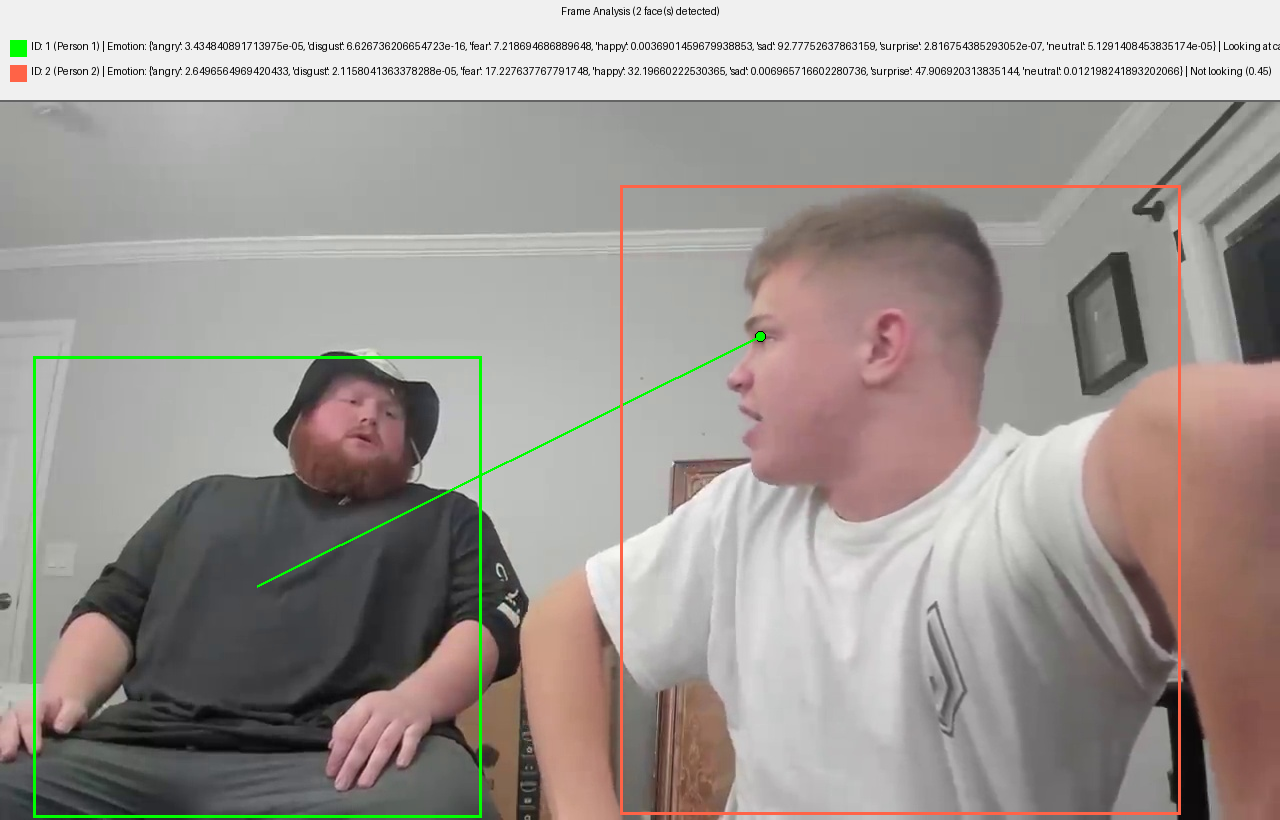 Frame Analysis (2 face(s) detected)
ID: 1 (Person 1) | Emotion: {'angry': 3.434840891713975e-05, 'disgust': 6.626736206654723e-16, 'fear': 7.218694686889648, 'happy': 0.0036901459679938853, 'sad': 92.77752637863159, 'surprise': 2.816754385293052e-07, 'neutral': 5.1291408453835174e-05} | Looking at ca
ID: 2 (Person 2) | Emotion: {'angry': 2.6496564969420433, 'disgust': 2.1158041363378288e-05, 'fear': 17.227637767791748, 'happy': 32.19660222530365, 'sad': 0.006965716602280736, 'surprise': 47.906920313835144, 'neutral': 0.012198241893202066} | Not looking (0.45)